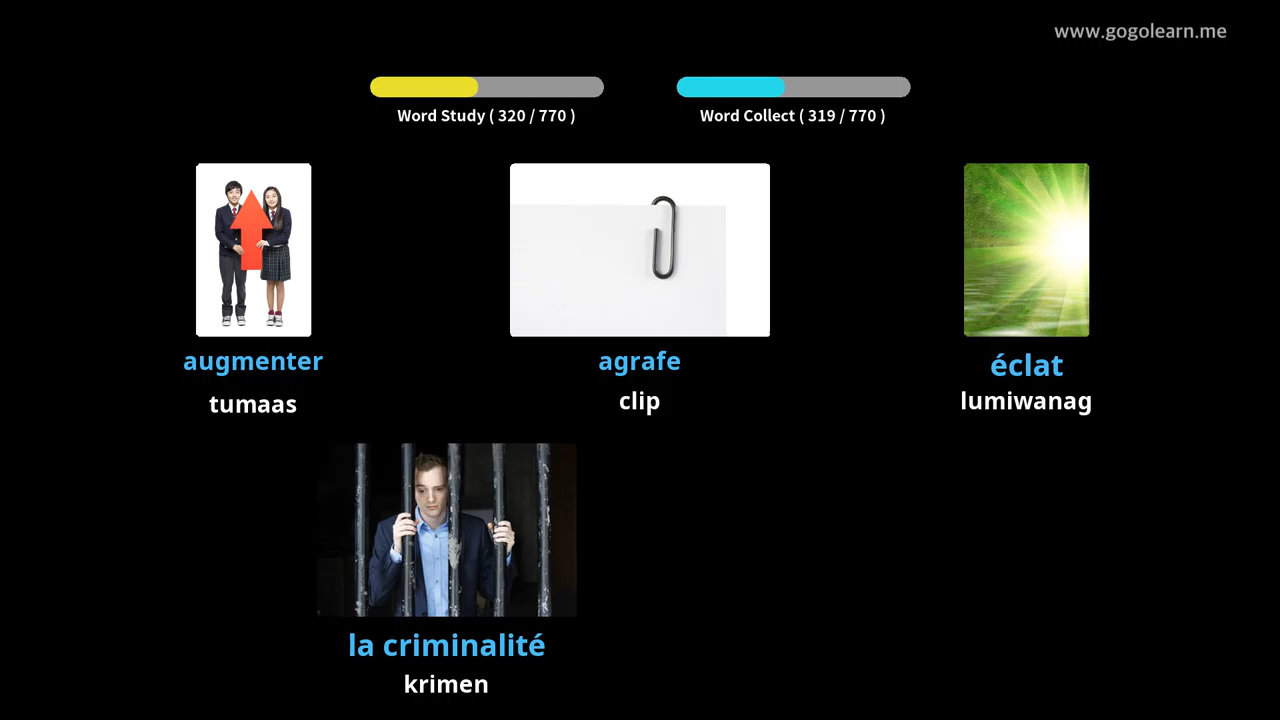 www.gogolearn.me
Word Study ( 320 / 770 )
Word Collect ( 319 / 770 )
augmenter
tumaas
agrafe
clip
éclat
lumiwanag
la criminalité
krimen